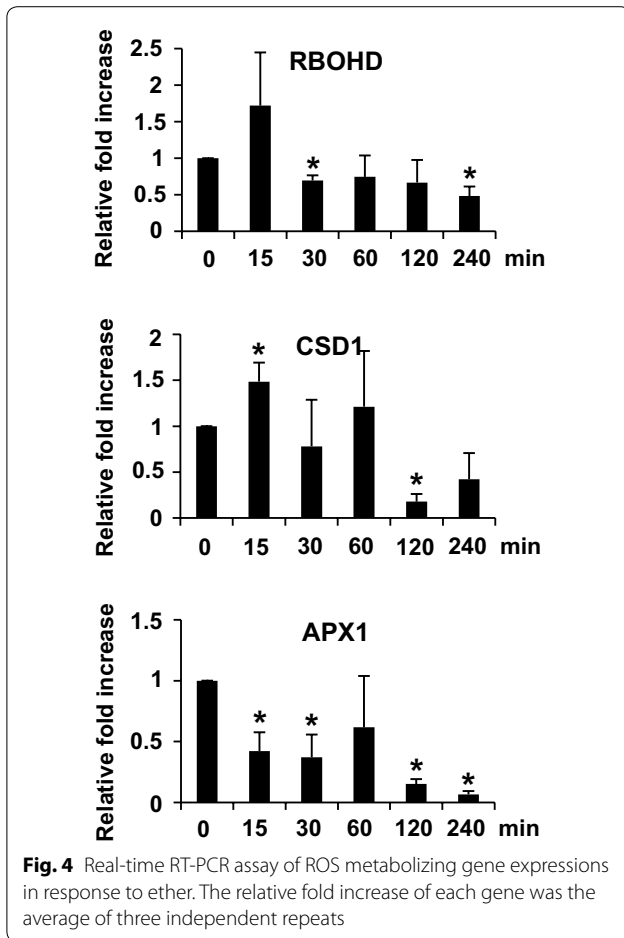 RBOHD
Relative fold increase
2.5
2
1.5
1
0.5
0
*
*
0 15 30 60 120 240 min
CSD1
Relative fold increase
2
1.5
1
0.5
0
*
*
0 15 30 60 120 240 min
APX1
Relative fold increase
1.5
1
0.5
0
* * * *
0 15 30 60 120 240 min
Fig. 4 Real-time RT-PCR assay of ROS metabolizing gene expressions
in response to ether. The relative fold increase of each gene was the
average of three independent repeats